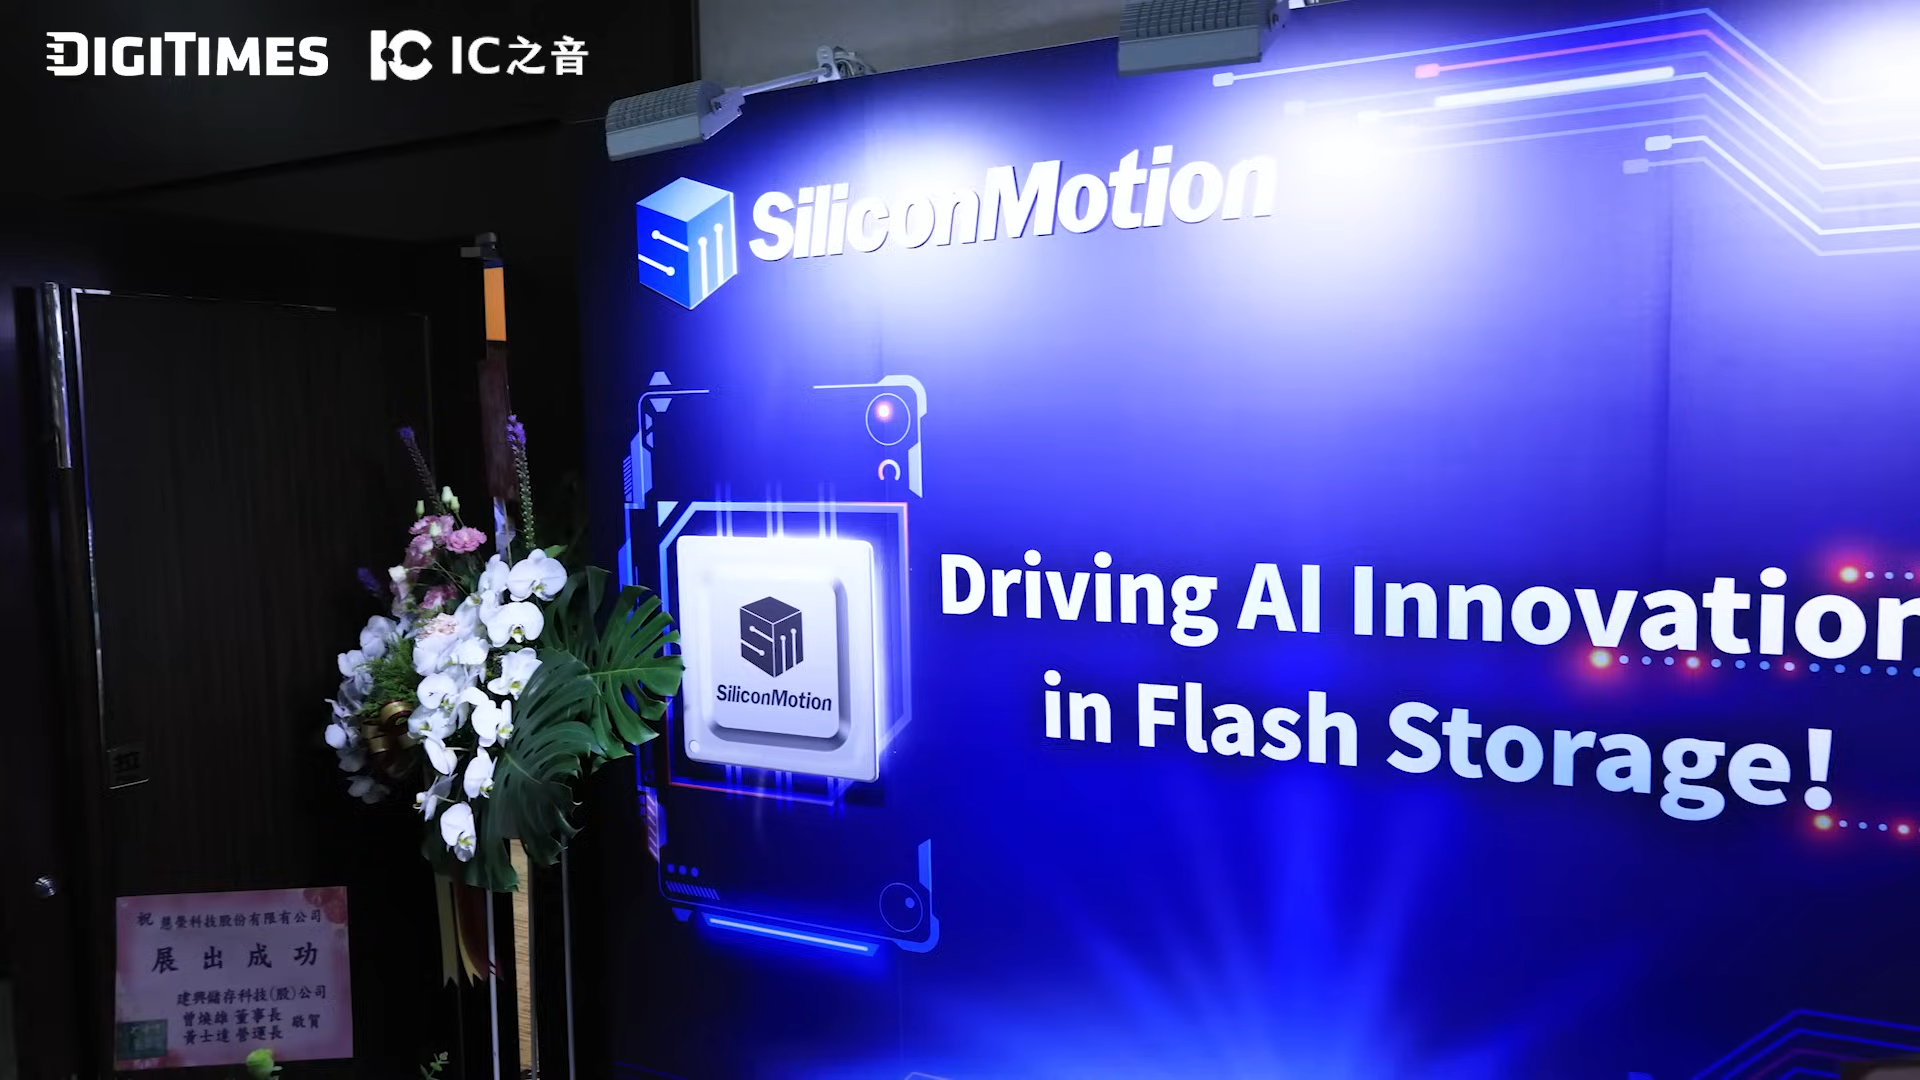 DIGITIMES IC之音
SiliconMotion
SiliconMotion
Driving AI Innovation
in Flash Storage!
祝 慧榮科技股份有限公司
展出成功
建興儲存科技(股)公司
曾煥雄 董事長
黃士達 營運長
敬賀